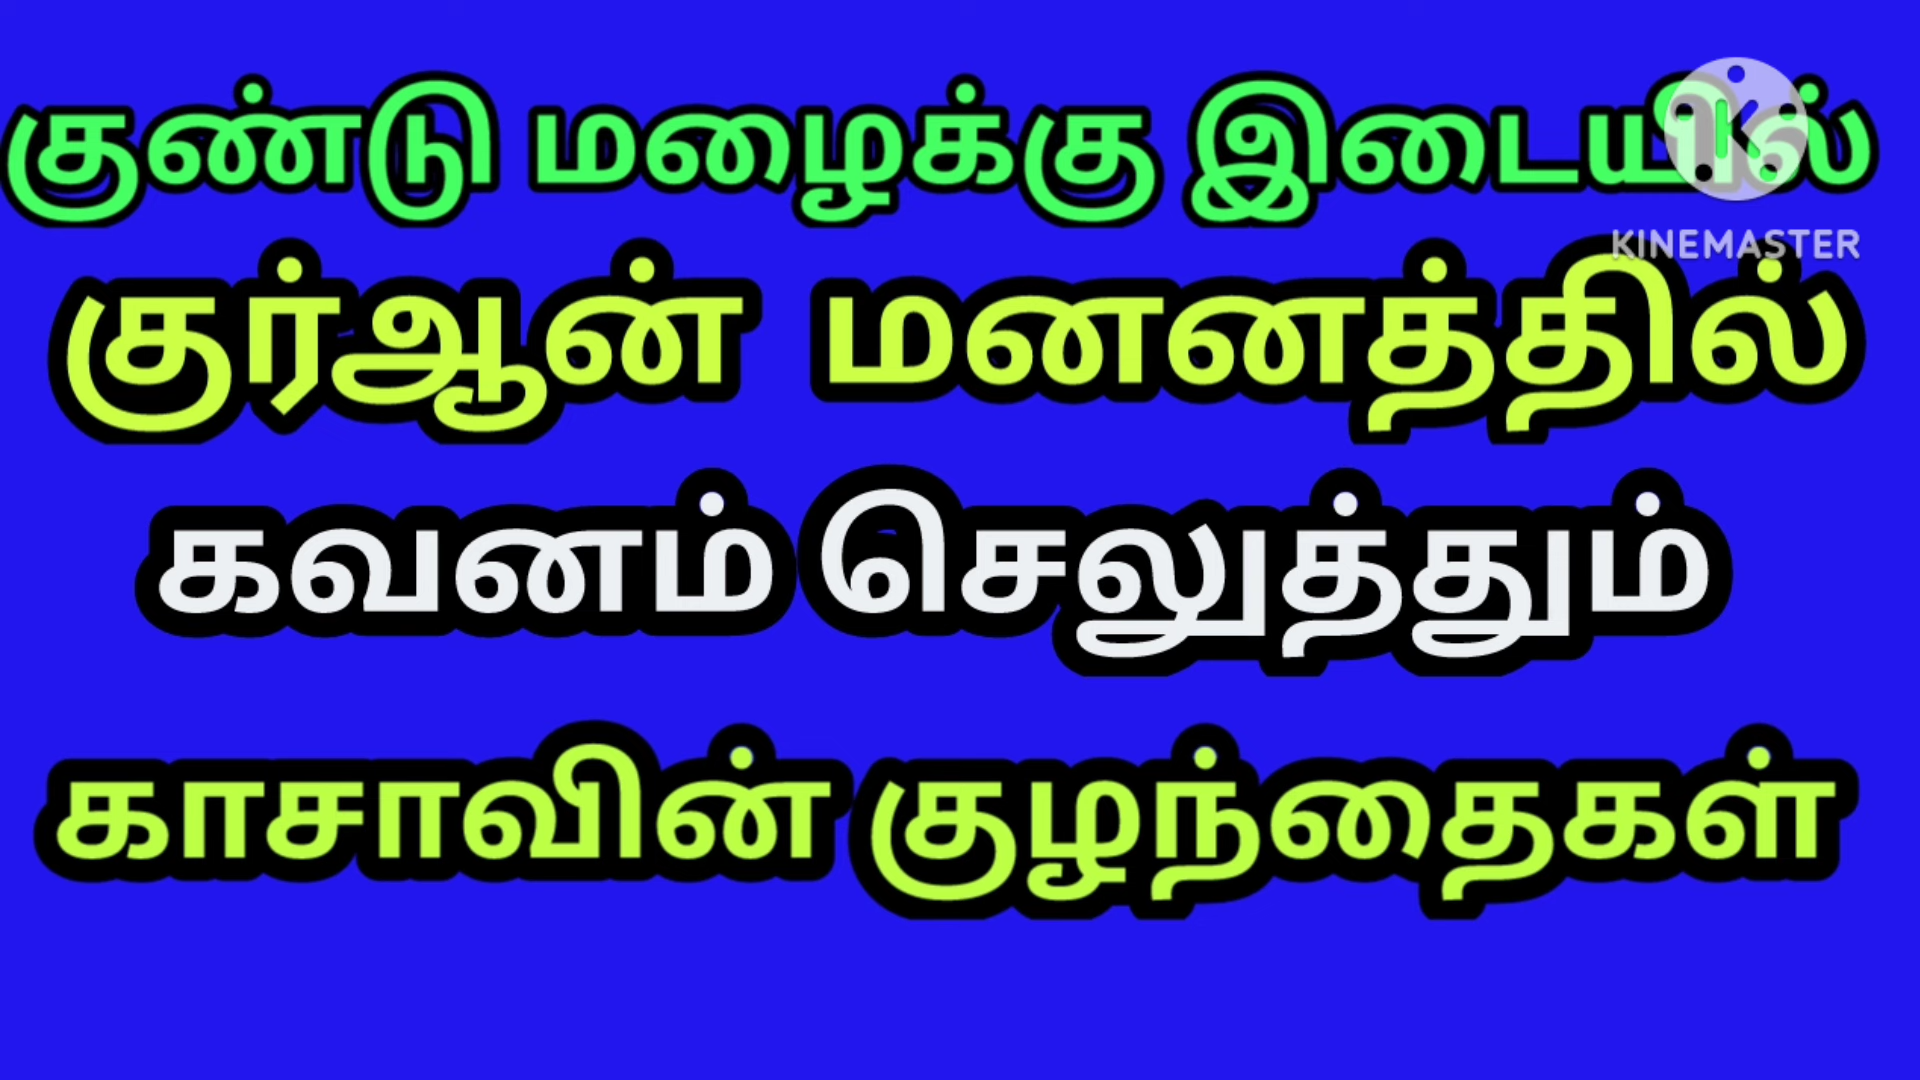 குண்டு மழைக்கு இடையில்
KINEMASTER
குர்ஆன் மனனத்தில்
கவனம் செலுத்தும்
காசாவின் குழந்தைகள்